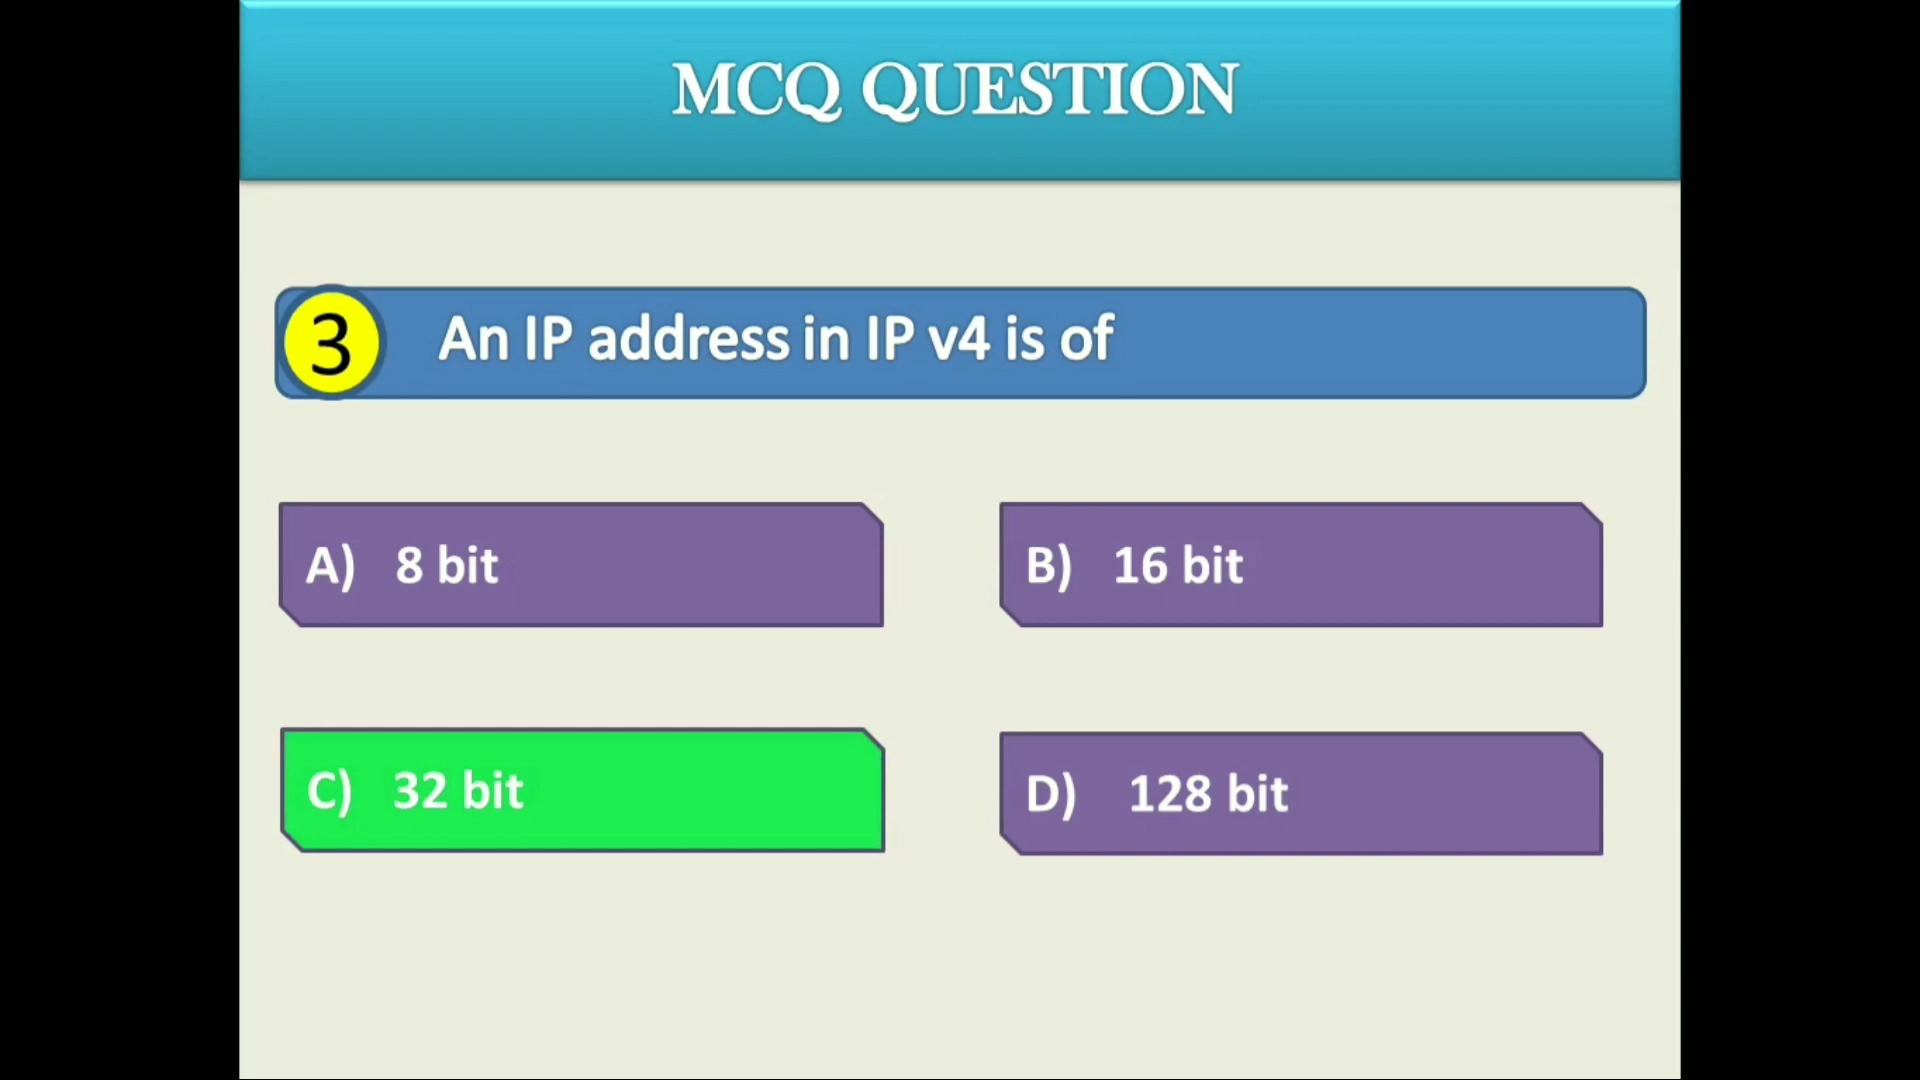 MCQ QUESTION
3 An IP address in IP v4 is of
A) 8 bit
B) 16 bit
C) 32 bit
D) 128 bit